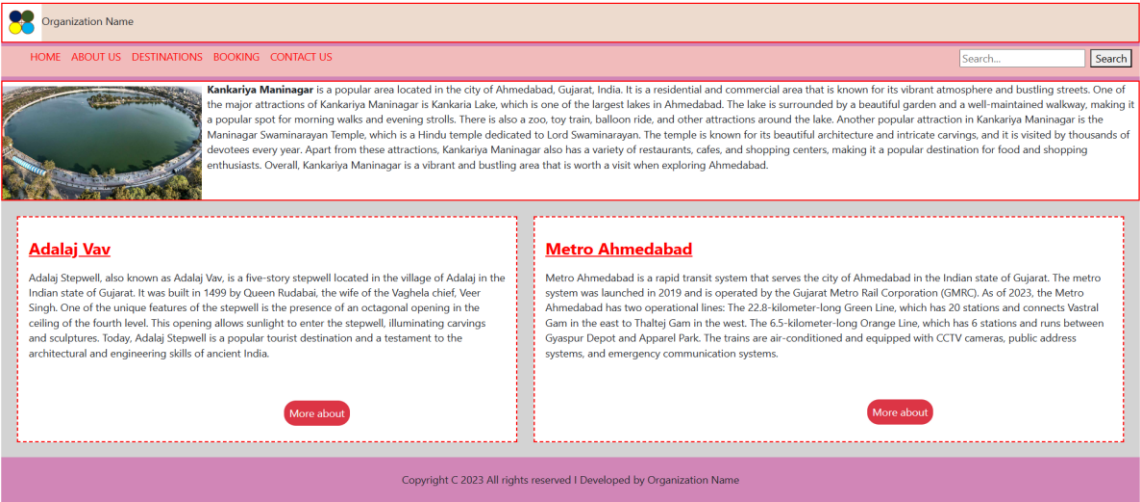 Organization Name
HOME ABOUT US DESTINATIONS BOOKING CONTACT US Search... Search
Kankariya Maninagar is a popular area located in the city of Ahmedabad, Gujarat, India. It is a residential and commercial area that is known for its vibrant atmosphere and bustling streets. One of
the major attractions of Kankariya Maninagar is Kankaria Lake, which is one of the largest lakes in Ahmedabad. The lake is surrounded by a beautiful garden and a well-maintained walkway, making it
a popular spot for morning walks and evening strolls. There is also a zoo, toy train, balloon ride, and other attractions around the lake. Another popular attraction in Kankariya Maninagar is the
Maninagar Swaminarayan Temple, which is a Hindu temple dedicated to Lord Swaminarayan. The temple is known for its beautiful architecture and intricate carvings, and it is visited by thousands of
devotees every year. Apart from these attractions, Kankariya Maninagar also has a variety of restaurants, cafes, and shopping centers, making it a popular destination for food and shopping
enthusiasts. Overall, Kankariya Maninagar is a vibrant and bustling area that is worth a visit when exploring Ahmedabad.
Adalaj Vav
Adalaj Stepwell, also known as Adalaj Vav, is a five-story stepwell located in the village of Adalaj in the
Indian state of Gujarat. It was built in 1499 by Queen Rudabai, the wife of the Vaghela chief, Veer
Singh. One of the unique features of the stepwell is the presence of an octagonal opening in the
ceiling of the fourth level. This opening allows sunlight to enter the stepwell, illuminating carvings
and sculptures. Today, Adalaj Stepwell is a popular tourist destination and a testament to the
architectural and engineering skills of ancient India.
More about
Metro Ahmedabad
Metro Ahmedabad is a rapid transit system that serves the city of Ahmedabad in the Indian state of Gujarat. The metro
system was launched in 2019 and is operated by the Gujarat Metro Rail Corporation (GMRC). As of 2023, the Metro
Ahmedabad has two operational lines: The 22.8-kilometer-long Green Line, which has 20 stations and connects Vastral
Gam in the east to Thaltej Gam in the west. The 6.5-kilometer-long Orange Line, which has 6 stations and runs between
Gyaspur Depot and Apparel Park. The trains are air-conditioned and equipped with CCTV cameras, public address
systems, and emergency communication systems.
More about
Copyright C 2023 All rights reserved I Developed by Organization Name